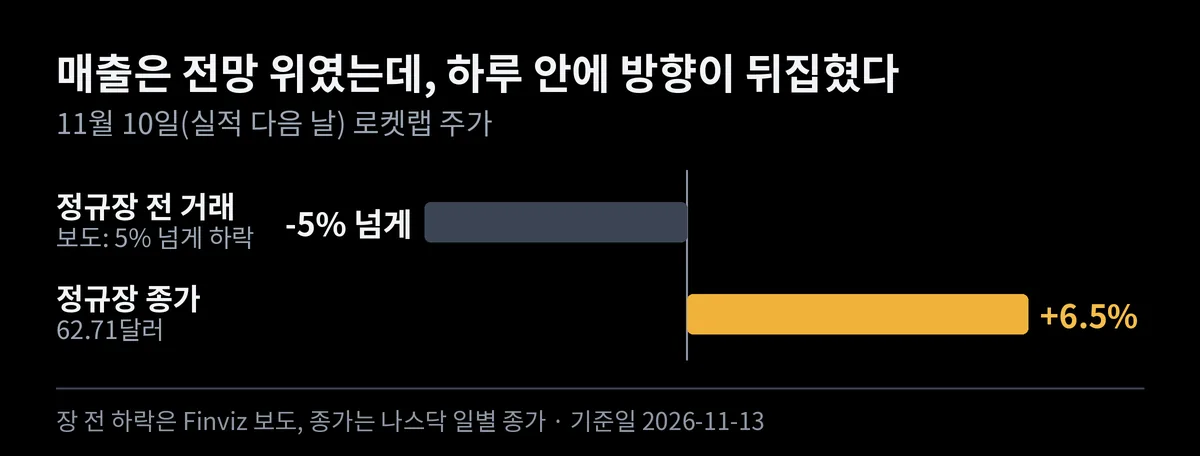 매출은 전망 위였는데, 하루 안에 방향이 뒤집혔다
11월 10일(실적 다음 날) 로켓랩 주가
정규장 전 거래
보도: 5% 넘게 하락
-5% 넘게
정규장 종가
62.71달러
+6.5%
장 전 하락은 Finviz 보도, 종가는 나스닥 일별 종가 · 기준일 2026-11-13